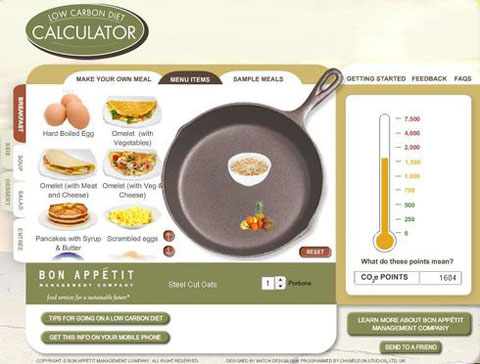 LOW CARBON DIET
CALCULATOR
MAKE YOUR OWN MEAL
MENU ITEMS
SAMPLE MEALS
GETTING STARTED
FEEDBACK
FAQS
BREAKFAST
SIDE
SOUP
DESSERT
SALAD
ENTRÉE
Hard Boiled Egg
Omelet (with
Vegetables)
Omelet (with Meat
and Cheese)
Omelet (with Veg &
Cheese)
Pancakes with Syrup
& Butter
Scrambled eggs
RESET
7,500
4,000
2,000
1,500
1,000
750
500
250
0
What do these points mean?
CO₂e POINTS
1604
BON APPÉTIT
MANAGEMENT COMPANY
food services for a sustainable future®
Steel Cut Oats
1
Portions
TIPS FOR GOING ON A LOW CARBON DIET
GET THIS INFO ON YOUR MOBILE PHONE
LEARN MORE ABOUT BON APPÉTIT
MANAGEMENT COMPANY
SEND TO A FRIEND
COPYRIGHT © BON APPÉTIT MANAGEMENT COMPANY. ALL RIGHT RESERVED.
DESIGNED BY MATCH DESIGN
PROGRAMMED BY CHAMELEON STUDIOS, LTD. UK